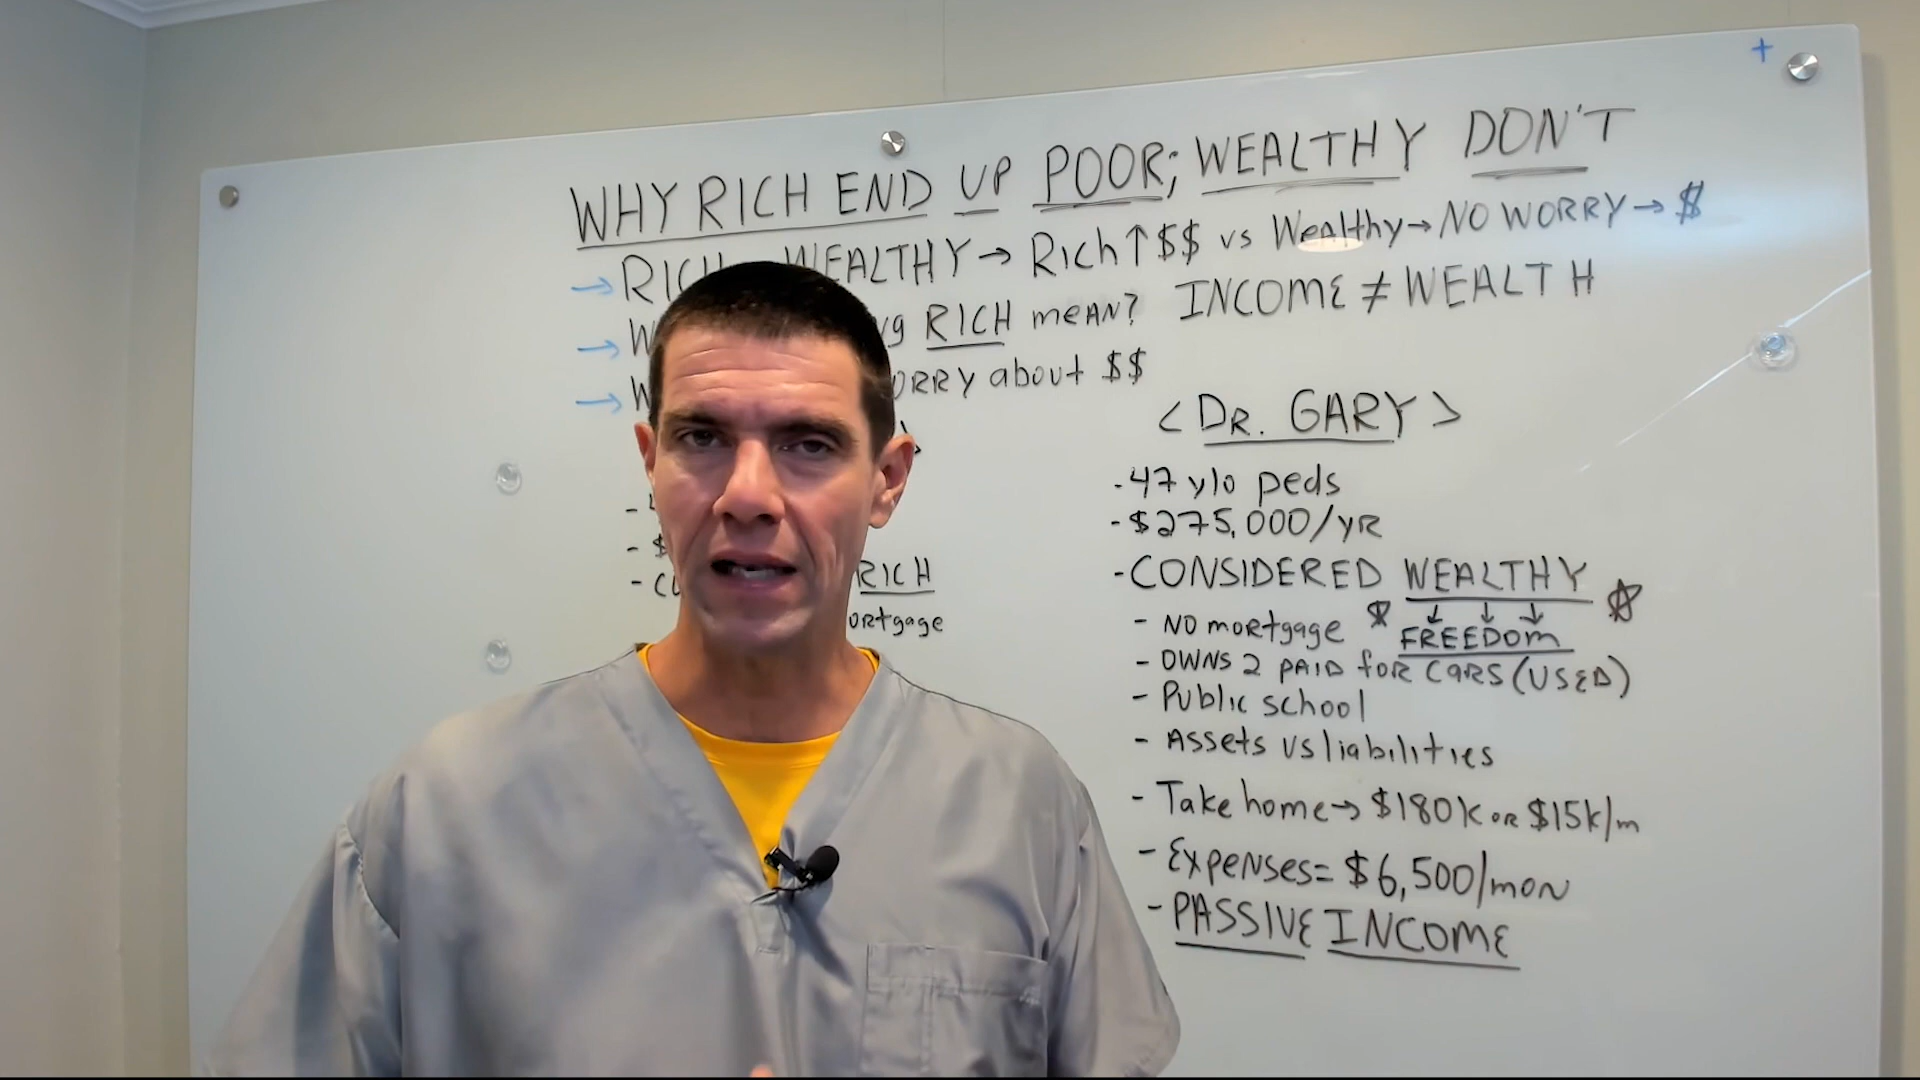 WHY RICH END UP POOR; WEALTHY DON'T
→ RICH WEALTHY → Rich ↑ $$ vs Wealthy → NO WORRY → $
→ RICH mEAN? INCOME ≠ WEALTH
→ about $$
< DR. GARY >
- 47 y/o peds
- $275,000/YR
- CONSIDERED WEALTHY
- NO mortgage FREEDOM
- OWNS 2 PAID foR CARS (USED)
- Public school
- Assets vs liabilities
- Take home → $180K OR $15K/m
- Expenses = $6,500/mon
- PASSIVE INCOME
RICH